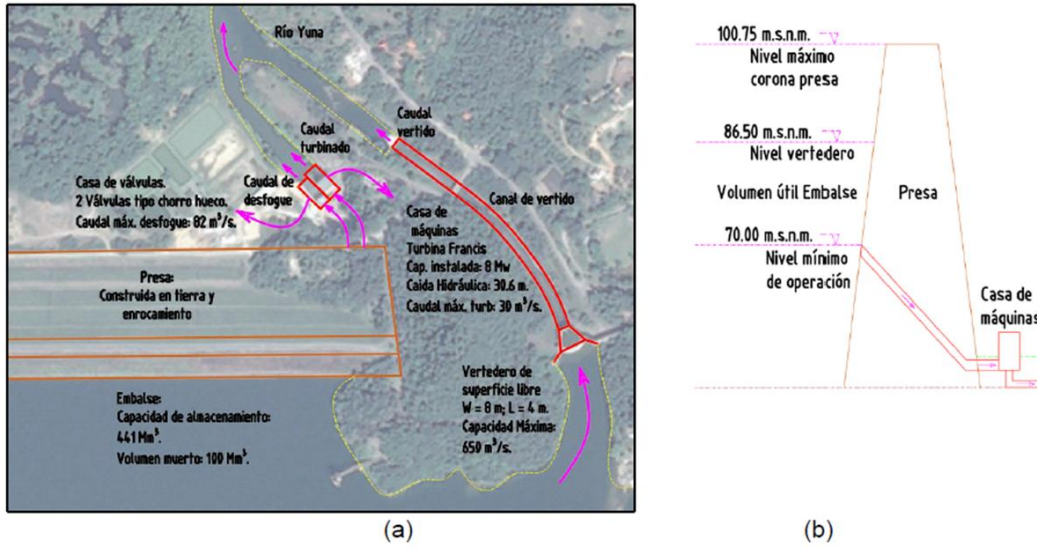 Río Yuna
Caudal
vertido
Caudal
turbinado
Casa de válvulas.
2 Válvulas tipo chorro hueco.
Caudal máx. desfogue: 82 m³/s.
Caudal de
desfogue
Casa de
máquinas
Turbina Francis
Cap. instalada: 8 Mw
Caida Hidráulica: 30.6 m.
Caudal máx. turb: 30 m³/s.
Canal de vertido
Presa:
Construida en tierra y
enrocamiento
Embalse:
Capacidad de almacenamiento:
441 Mm³.
Volumen muerto: 100 Mm³.
Vertedero de
superficie libre
W = 8 m; L = 4 m.
Capacidad Máxima:
650 m³/s.
(a)
100.75 m.s.n.m.
Nivel máximo
corona presa
86.50 m.s.n.m.
Nivel vertedero
Volumen útil Embalse
Presa
70.00 m.s.n.m.
Nivel mínimo
de operación
Casa de
máquinas
(b)